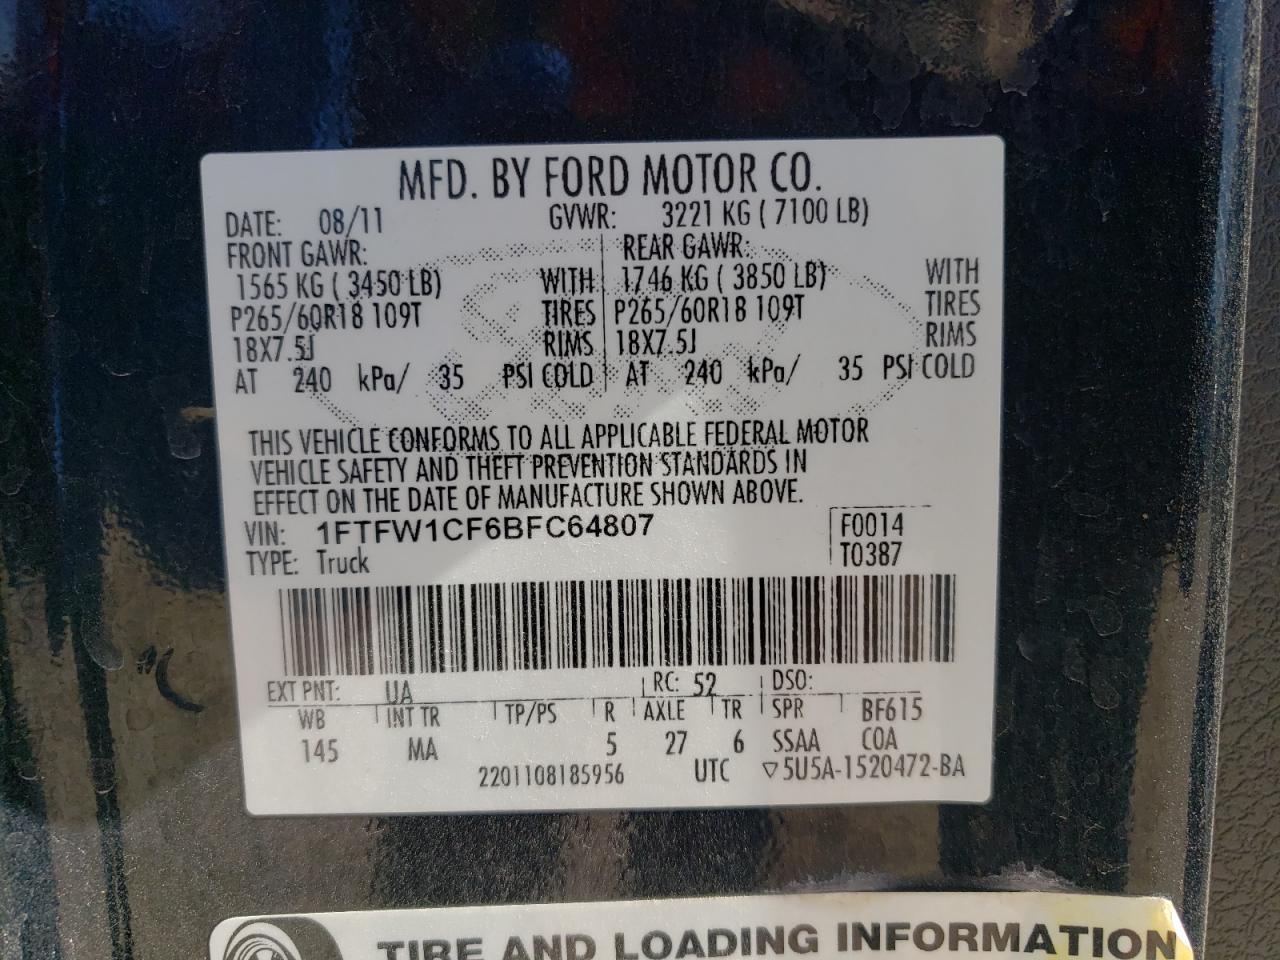 MFD. BY FORD MOTOR CO.
DATE: 08/11 GVWR: 3221 KG ( 7100 LB)
FRONT GAWR: REAR GAWR:
1565 KG ( 3450 LB) WITH 1746 KG ( 3850 LB) WITH
P265/60R18 109T TIRES P265/60R18 109T TIRES
18X7.5J RIMS 18X7.5J RIMS
AT 240 kPa/ 35 PSI COLD AT 240 kPa/ 35 PSI COLD
THIS VEHICLE CONFORMS TO ALL APPLICABLE FEDERAL MOTOR
VEHICLE SAFETY AND THEFT PREVENTION STANDARDS IN
EFFECT ON THE DATE OF MANUFACTURE SHOWN ABOVE.
VIN: 1FTFW1CF6BFC64807 F0014
TYPE: Truck T0387
EXT PNT: UA RC: 52 DSO:
WB INT TR TP/PS R AXLE TR SPR BF615
145 MA 5 27 6 SSAA COA
2201108185956 UTC ▽5U5A-1520472-BA
TIRE AND LOADING INFORMATION